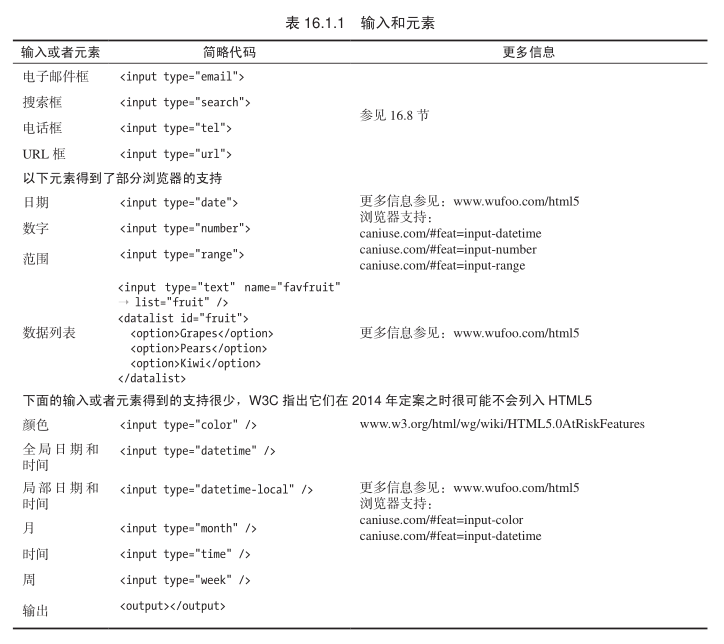 表 16.1.1 输入和元素
输入或者元素 简略代码 更多信息
电子邮件框 <input type="email">
搜索框 <input type="search">
参见 16.8 节
电话框 <input type="tel">
URL 框 <input type="url">
以下元素得到了部分浏览器的支持
日期 <input type="date">
数字 <input type="number">
范围 <input type="range">
更多信息参见：www.wufoo.com/html5
浏览器支持：
caniuse.com/#feat=input-datetime
caniuse.com/#feat=input-number
caniuse.com/#feat=input-range
数据列表
<input type="text" name="favfruit"
→ list="fruit" />
<datalist id="fruit">
<option>Grapes</option>
<option>Pears</option>
<option>Kiwi</option>
</datalist>
更多信息参见：www.wufoo.com/html5
下面的输入或者元素得到的支持很少，W3C 指出它们在 2014 年定案之时很可能不会列入 HTML5
颜色 <input type="color" /> www.w3.org/html/wg/wiki/HTML5.0AtRiskFeatures
全局日期和 <input type="datetime" />
时间
局部日期和 <input type="datetime-local" />
时间
月 <input type="month" />
时间 <input type="time" />
周 <input type="week" />
输出 <output></output>
更多信息参见：www.wufoo.com/html5
浏览器支持：
caniuse.com/#feat=input-color
caniuse.com/#feat=input-datetime